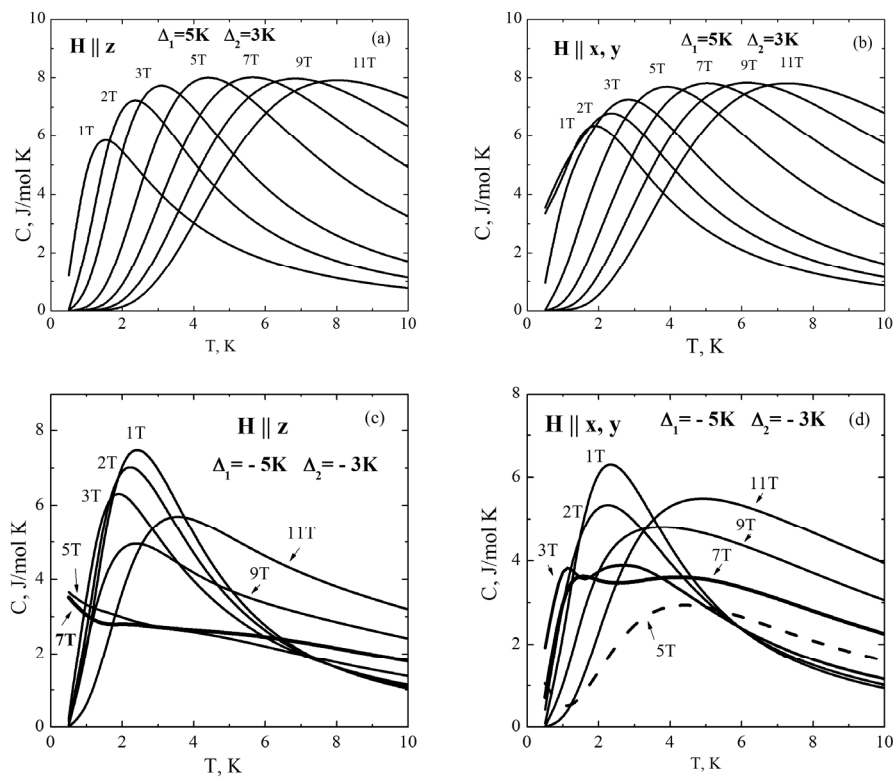 H || z Δ₁=5K Δ₂=3K (a)
1T 2T 3T 5T 7T 9T 11T
C, J/mol K
10
8
6
4
2
0
0 2 4 6 8 10
T, K
H || x, y Δ₁=5K Δ₂=3K (b)
1T 2T 3T 5T 7T 9T 11T
C, J/mol K
10
8
6
4
2
0
0 2 4 6 8 10
T, K
H || z (c)
Δ₁= - 5K Δ₂= - 3K
1T
2T
3T
5T
7T
9T
11T
C, J/mol K
8
6
4
2
0
0 2 4 6 8 10
T, K
H || x, y Δ₁= - 5K Δ₂= - 3K (d)
1T
2T
3T
5T
7T
9T
11T
C, J/mol K
8
6
4
2
0
0 2 4 6 8 10
T, K